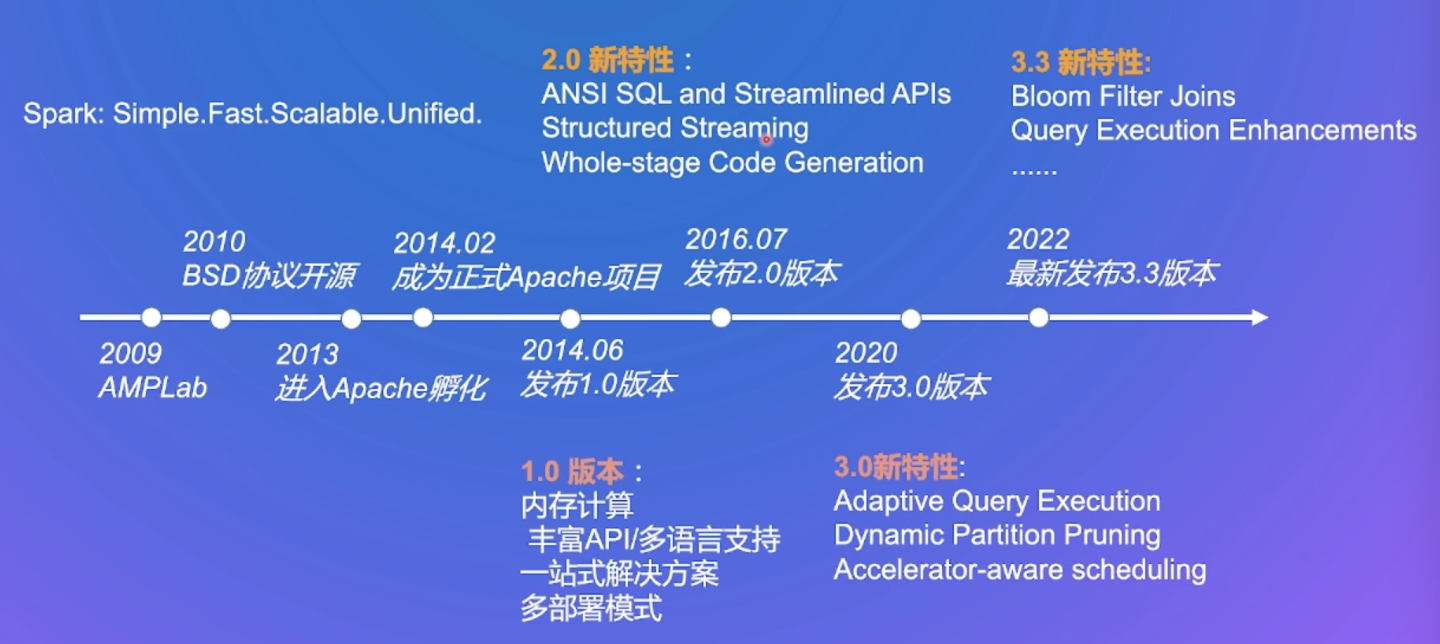 Spark: Simple.Fast.Scalable.Unified.
2.0 新特性：
ANSI SQL and Streamlined APIs
Structured Streaming
Whole-stage Code Generation
3.3 新特性:
Bloom Filter Joins
Query Execution Enhancements
......
2010
BSD协议开源
2014.02
成为正式Apache项目
2016.07
发布2.0版本
2022
最新发布3.3版本
2009
AMPLab
2013
进入Apache孵化
2014.06
发布1.0版本
2020
发布3.0版本
1.0 版本：
内存计算
丰富API/多语言支持
一站式解决方案
多部署模式
3.0新特性:
Adaptive Query Execution
Dynamic Partition Pruning
Accelerator-aware scheduling